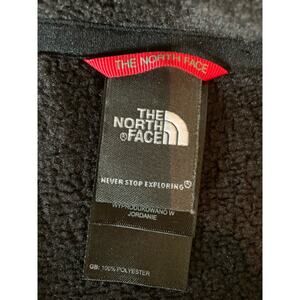 THE NORTH FACE
THE
NORTH
FACE
NEVER STOP EXPLORING
WYPRODUKOWANO W
JORDANIE
GB: 100% POLYESTER